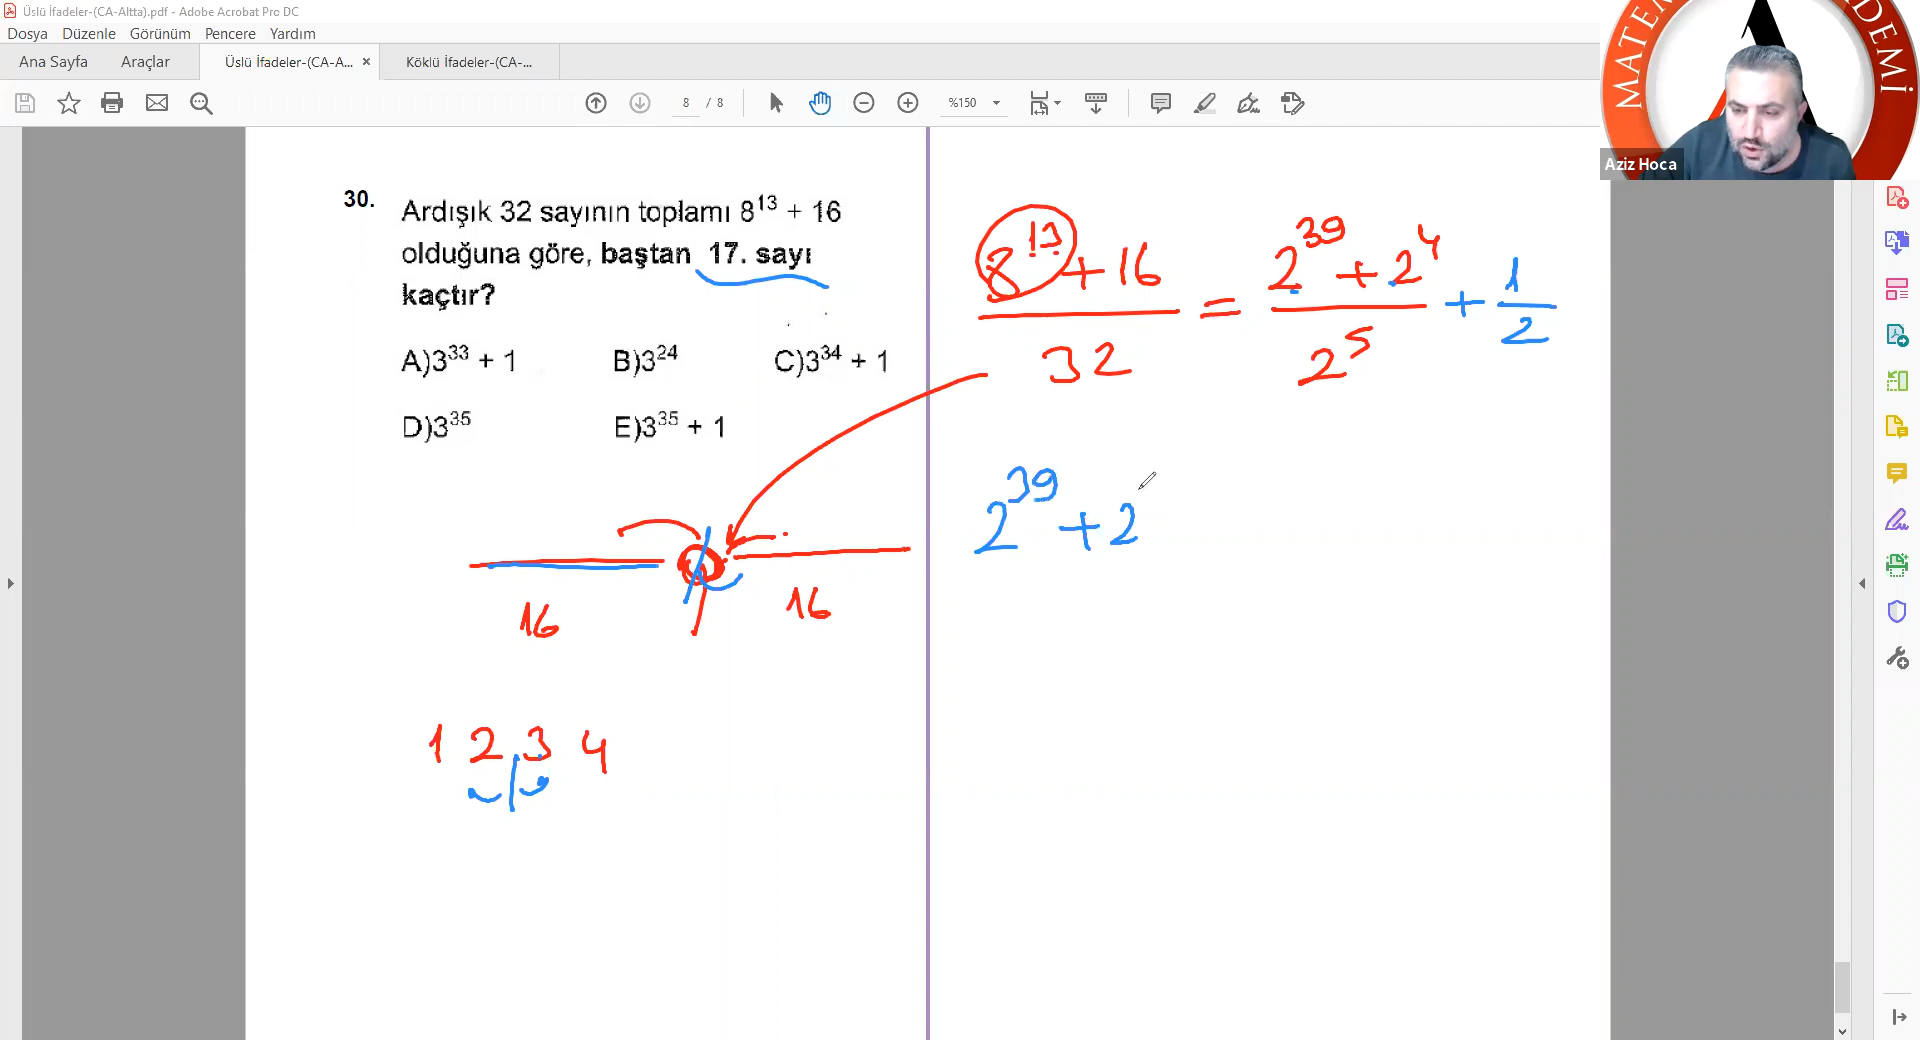 Üslü İfadeler-(CA-Altta).pdf - Adobe Acrobat Pro DC
Dosya Düzenle Görünüm Pencere Yardım
Ana Sayfa Araçlar Üslü İfadeler-(CA-A... × Köklü İfadeler-(CA-...
8 / 8 %150
MATEM
DEMİ
A
Aziz Hoca
30. Ardışık 32 sayının toplamı 8^13 + 16
olduğuna göre, baştan 17. sayı
kaçtır?
A)3^33 + 1 B)3^24 C)3^34 + 1
D)3^35 E)3^35 + 1
(8^13 + 16) / 32 = (2^39 + 2^4) / 2^5 + 1/2
2^39 + 2
16 16
1 2 3 4